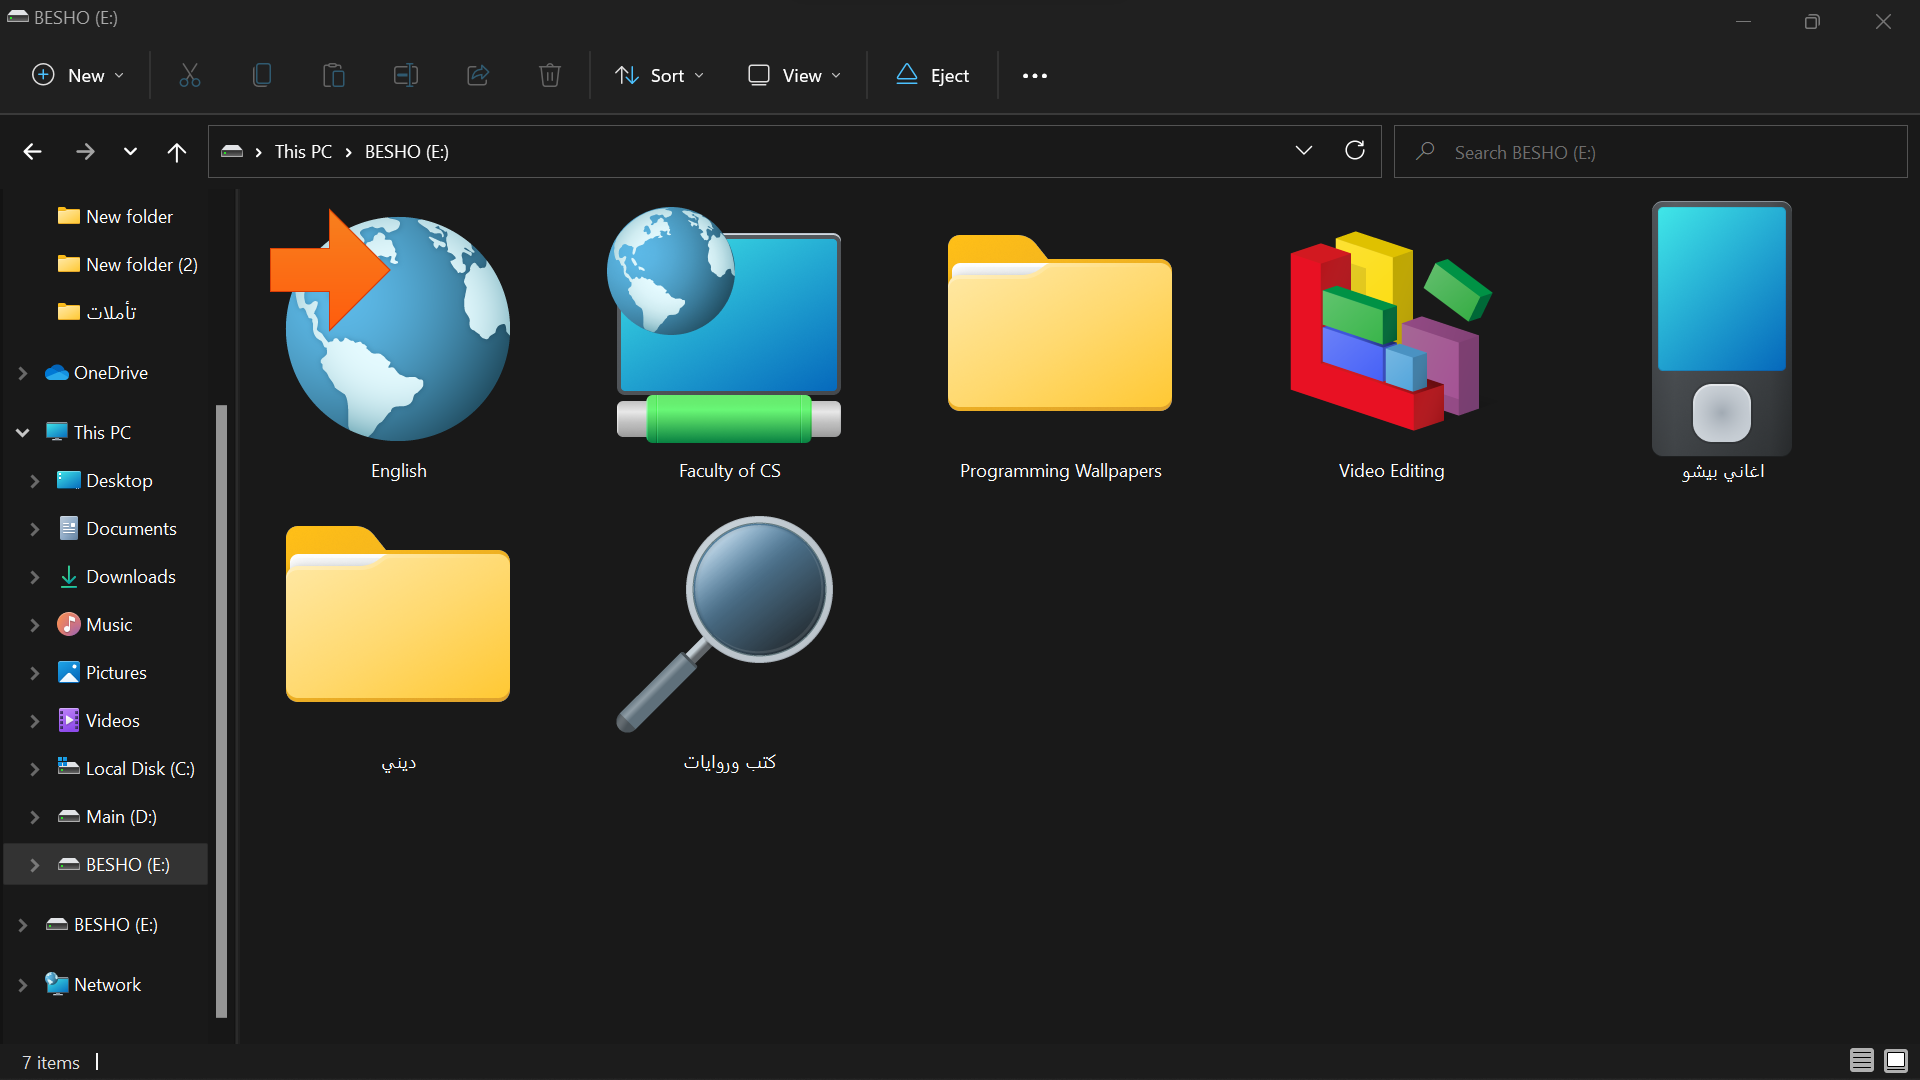 BESHO (E:)
New
Sort
View
Eject
This PC
BESHO (E:)
Search BESHO (E:)
New folder
New folder (2)
تأملات
OneDrive
This PC
Desktop
Documents
Downloads
Music
Pictures
Videos
Local Disk (C:)
Main (D:)
BESHO (E:)
BESHO (E:)
Network
English
Faculty of CS
Programming Wallpapers
Video Editing
اغاني بيشو
ديني
كتب وروايات
7 items